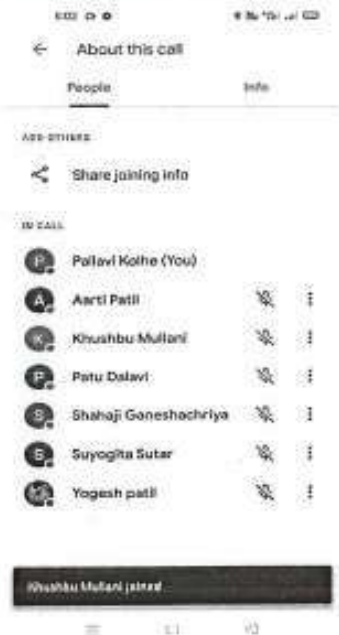 About this call
People Info
ADD OTHERS
Share joining info
IN CALL
P Pallavi Kolhe (You)
A Aarti Patil
K Khushbu Mullani
P Patu Dalavi
S Shahaji Ganeshachriya
S Suyogita Sutar
Yogesh patil
Khushbu Mullani joined